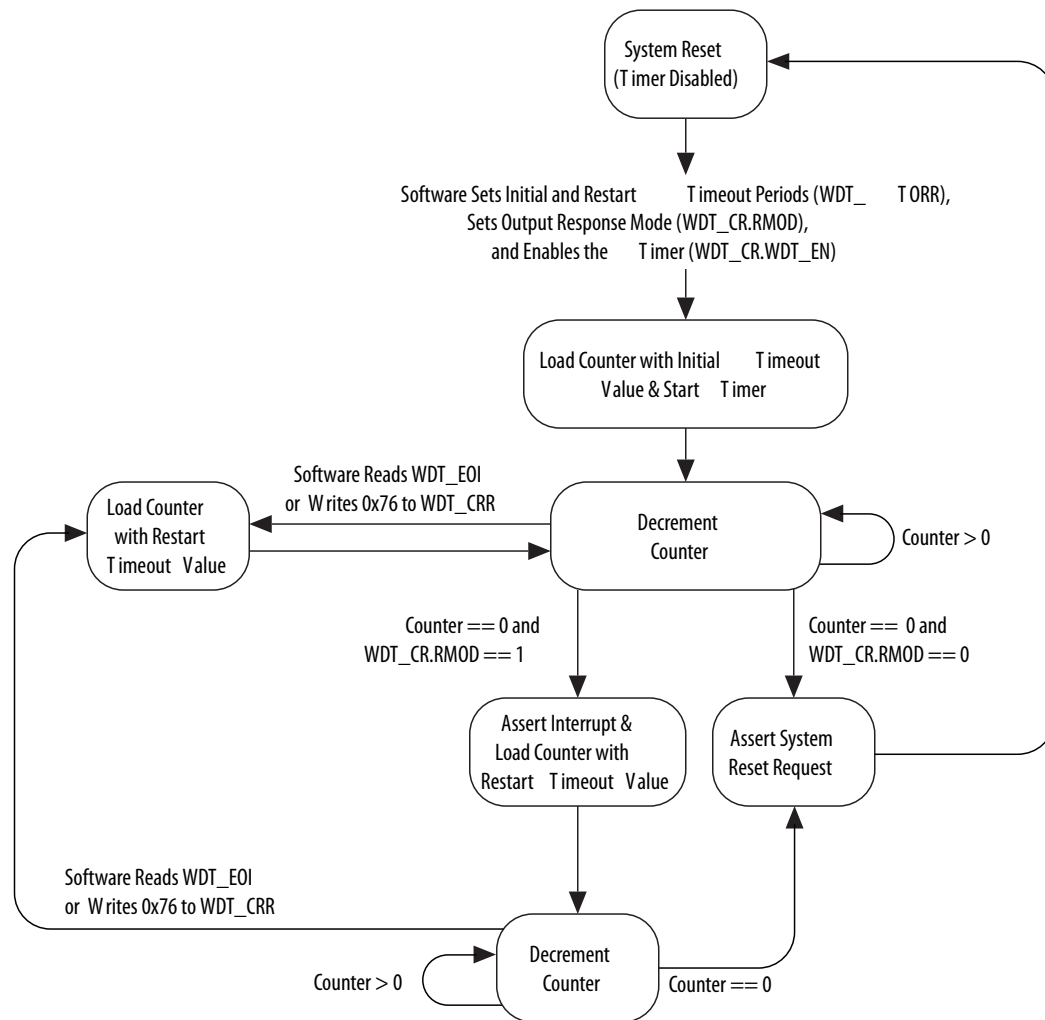 System Reset
(Timer Disabled)
Software Sets Initial and Restart Timeout Periods (WDT_ TORR),
Sets Output Response Mode (WDT_CR.RMOD),
and Enables the Timer (WDT_CR.WDT_EN)
Load Counter with Initial Timeout
Value & Start Timer
Software Reads WDT_EOI
or Writes 0x76 to WDT_CRR
Load Counter
with Restart
Timeout Value
Decrement
Counter
Counter > 0
Counter == 0 and
WDT_CR.RMOD == 1
Counter == 0 and
WDT_CR.RMOD == 0
Assert Interrupt &
Load Counter with
Restart Timeout Value
Assert System
Reset Request
Software Reads WDT_EOI
or Writes 0x76 to WDT_CRR
Decrement
Counter
Counter > 0
Counter == 0